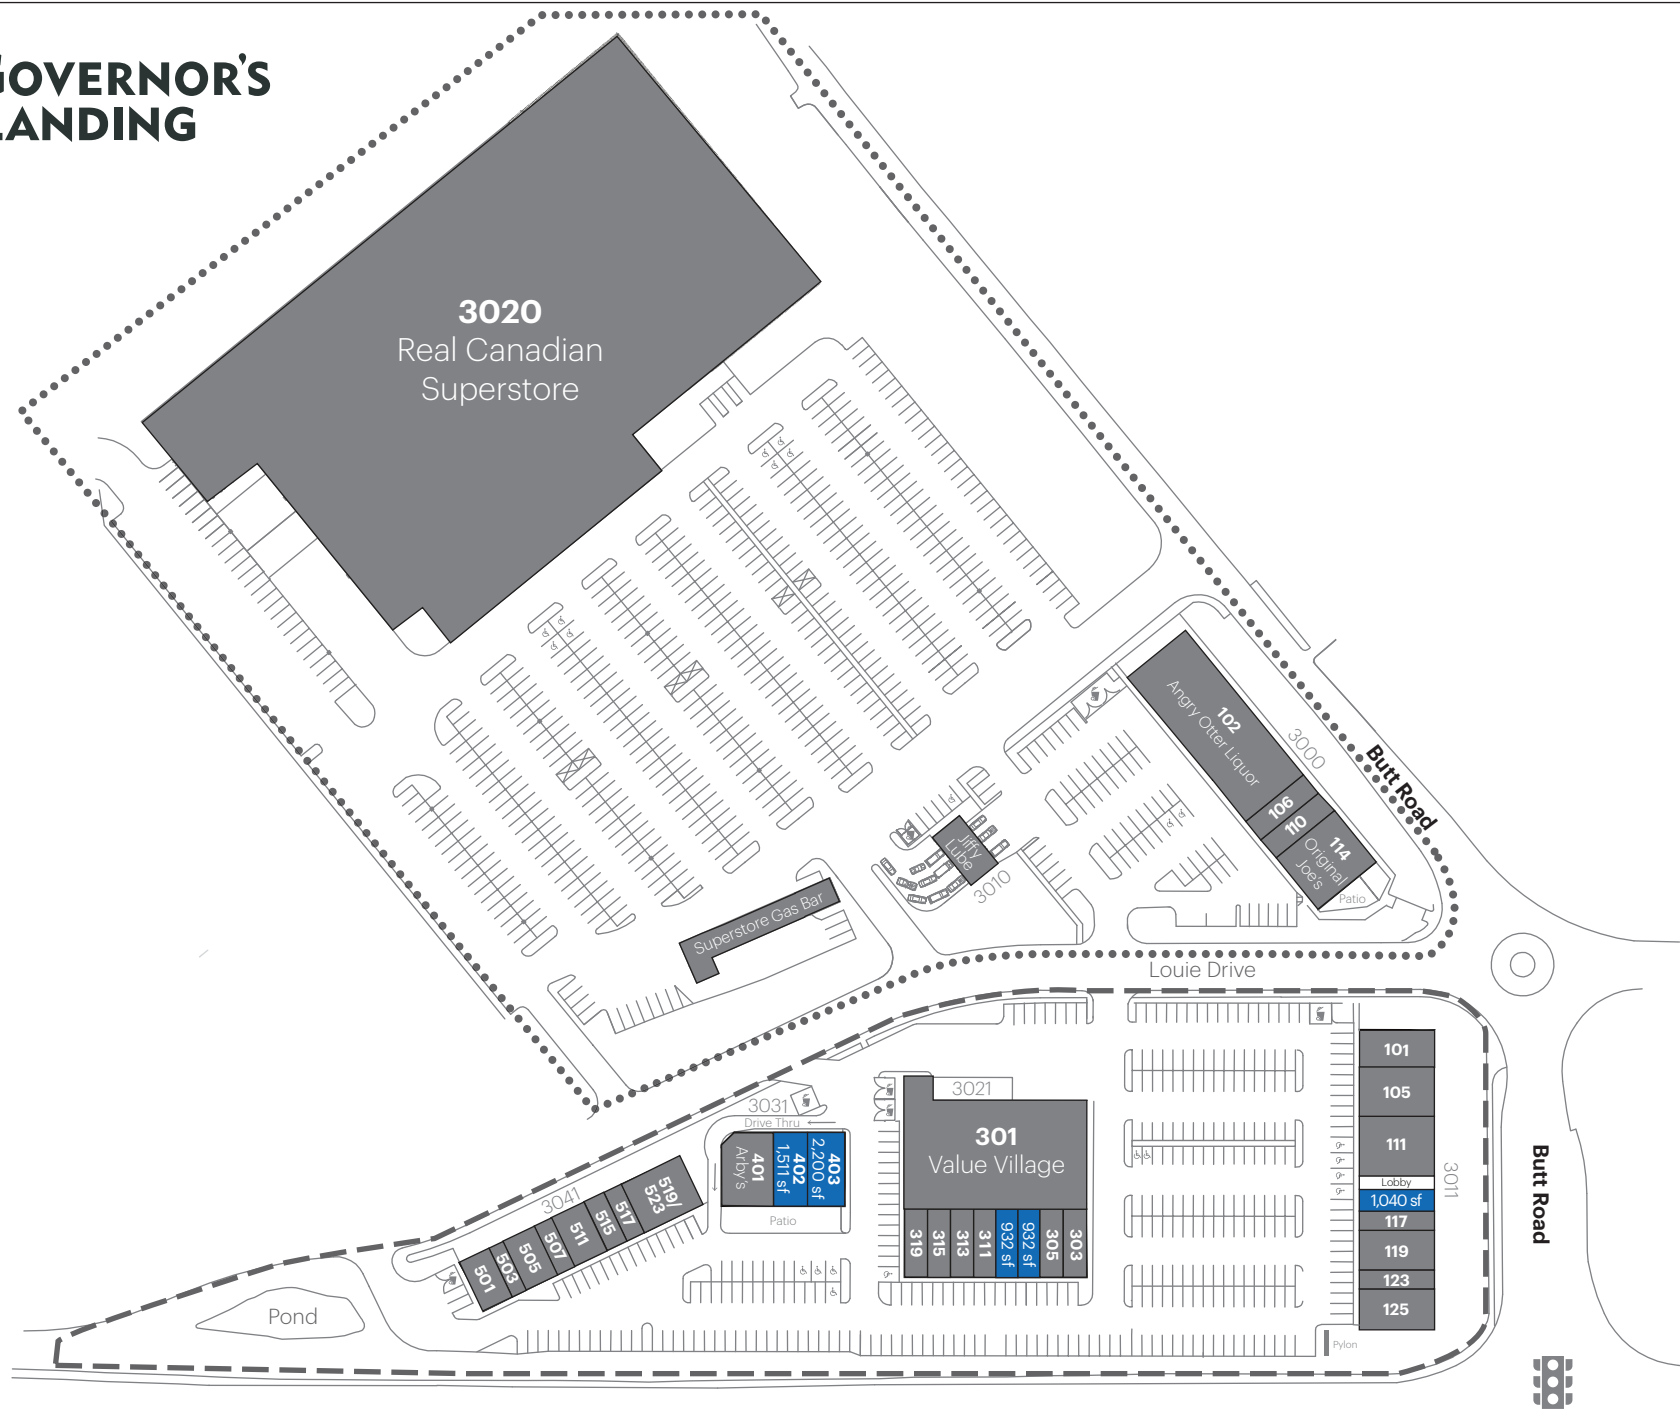 GOVERNOR'S
LANDING
3020
Real Canadian
Superstore
102
Angry Otter Liquor
106
110
114
Original
Joe's
Patio
3000
Butt Road
Jiffy
Lube
3010
Superstore Gas Bar
Louie Drive
3031
Drive Thru
401
Arby's
402
1,511 sf
403
2,200 sf
Patio
3041
501
503
505
507
511
515
517
519/
523
3021
301
Value Village
319
315
313
311
932 sf
932 sf
305
303
101
105
111
Lobby
1,040 sf
117
119
123
125
3011
Butt Road
Pylon
Pond